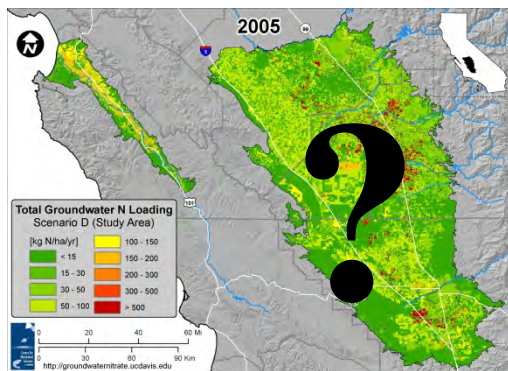 2005
N
99
5
101
?
Total Groundwater N Loading
Scenario D (Study Area)
[kg N/ha/yr]
< 15
15 - 30
30 - 50
50 - 100
100 - 150
150 - 200
200 - 300
300 - 500
> 500
0 20 40 60 Mi
0 30 60 90 Km
http://groundwaternitrate.ucdavis.edu